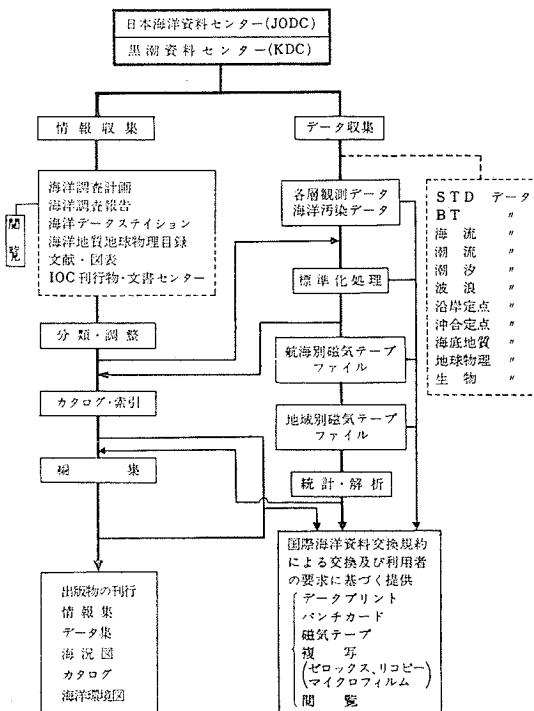 日本海洋資料センター(JODC)
黒潮資料センター(KDC)
情報収集
データ収集
海洋調査計画
海洋調査報告
海洋データステイション
海洋地質地球物理目録
文献・図表
IOC刊行物・文書センター
閲覧
各層観測データ
海洋汚染データ
STD データ
BT 〃
海流 〃
潮流 〃
潮汐 〃
波浪 〃
沿岸定点 〃
沖合定点 〃
海底地質 〃
地球物理 〃
生物 〃
標準化処理
分類・調整
航海別磁気テープ
ファイル
カタログ・索引
地域別磁気テープ
ファイル
編集
統計・解析
出版物の刊行
情報集
データ集
海況図
カタログ
海洋環境図
国際海洋資料交換規約
による交換及び利用者
の要求に基づく提供
データプリント
パンチカード
磁気テープ
複写
(ゼロックス、リコピー
マイクロフィルム)
閲覧